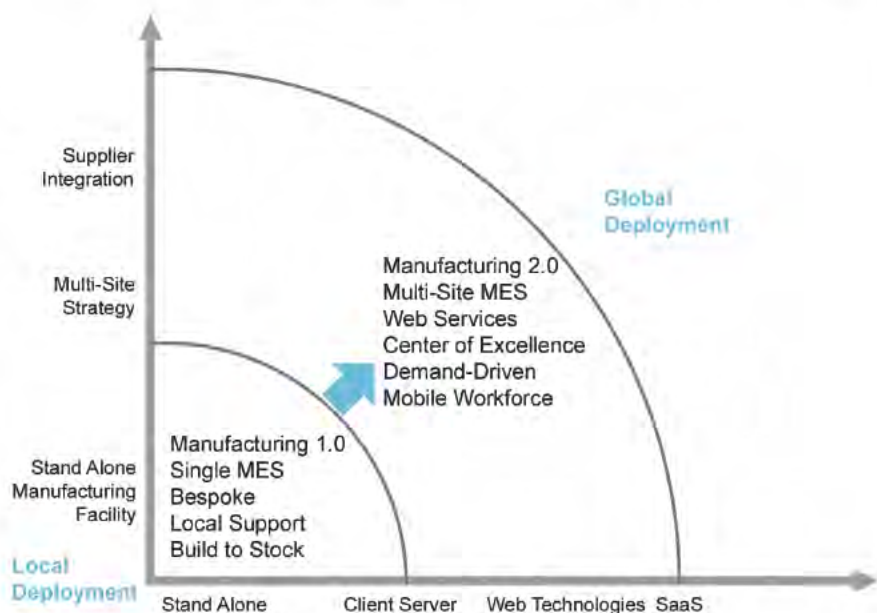 Supplier
Integration
Global
Deployment
Manufacturing 2.0
Multi-Site MES
Web Services
Center of Excellence
Demand-Driven
Mobile Workforce
Multi-Site
Strategy
Manufacturing 1.0
Single MES
Bespoke
Local Support
Build to Stock
Stand Alone
Manufacturing
Facility
Local
Deployment
Stand Alone
Client Server
Web Technologies
SaaS